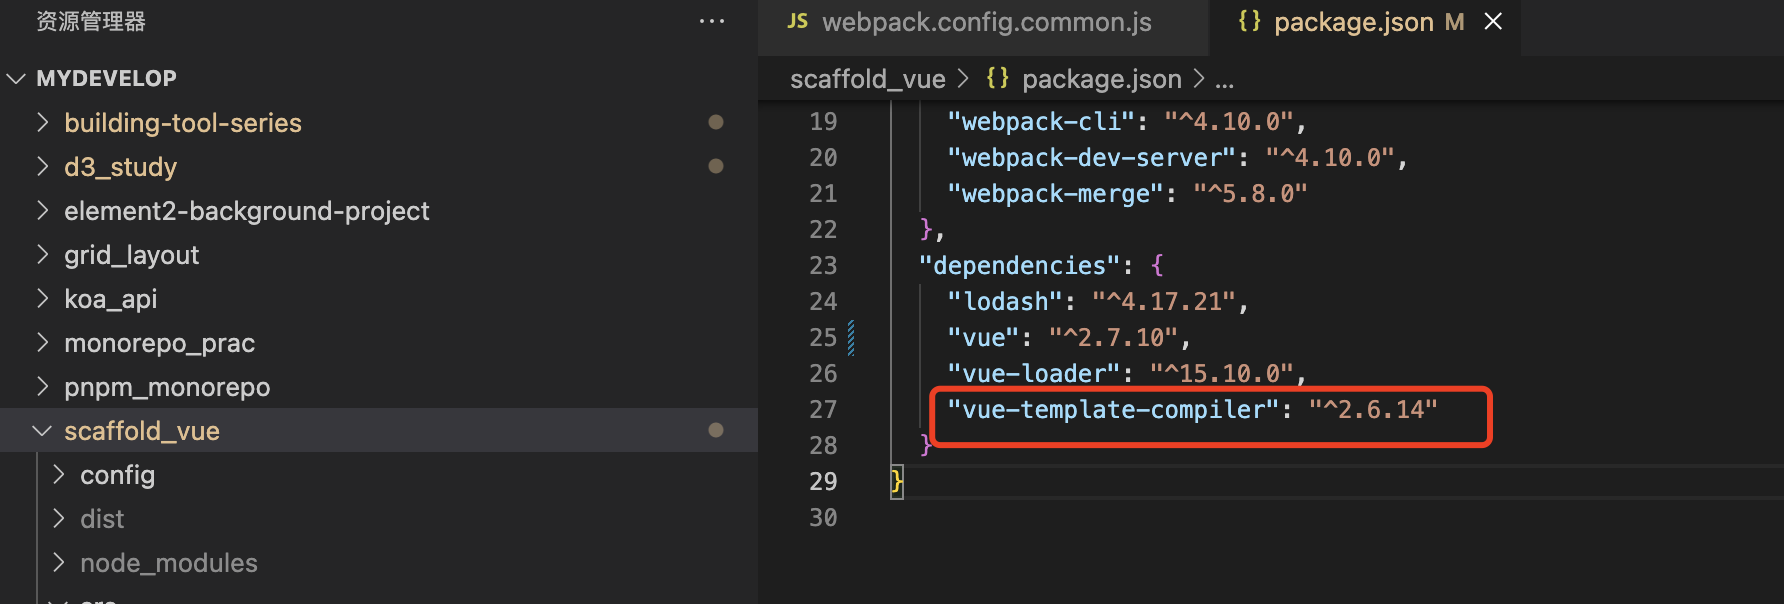 资源管理器
MYDEVELOP
building-tool-series
d3_study
element2-background-project
grid_layout
koa_api
monorepo_prac
pnpm_monorepo
scaffold_vue
config
dist
node_modules
JS webpack.config.common.js
{} package.json M
scaffold_vue > {} package.json > ...
19 "webpack-cli": "^4.10.0",
20 "webpack-dev-server": "^4.10.0",
21 "webpack-merge": "^5.8.0"
22 },
23 "dependencies": {
24 "lodash": "^4.17.21",
25 "vue": "^2.7.10",
26 "vue-loader": "^15.10.0",
27 "vue-template-compiler": "^2.6.14"
28 }
29 }
30